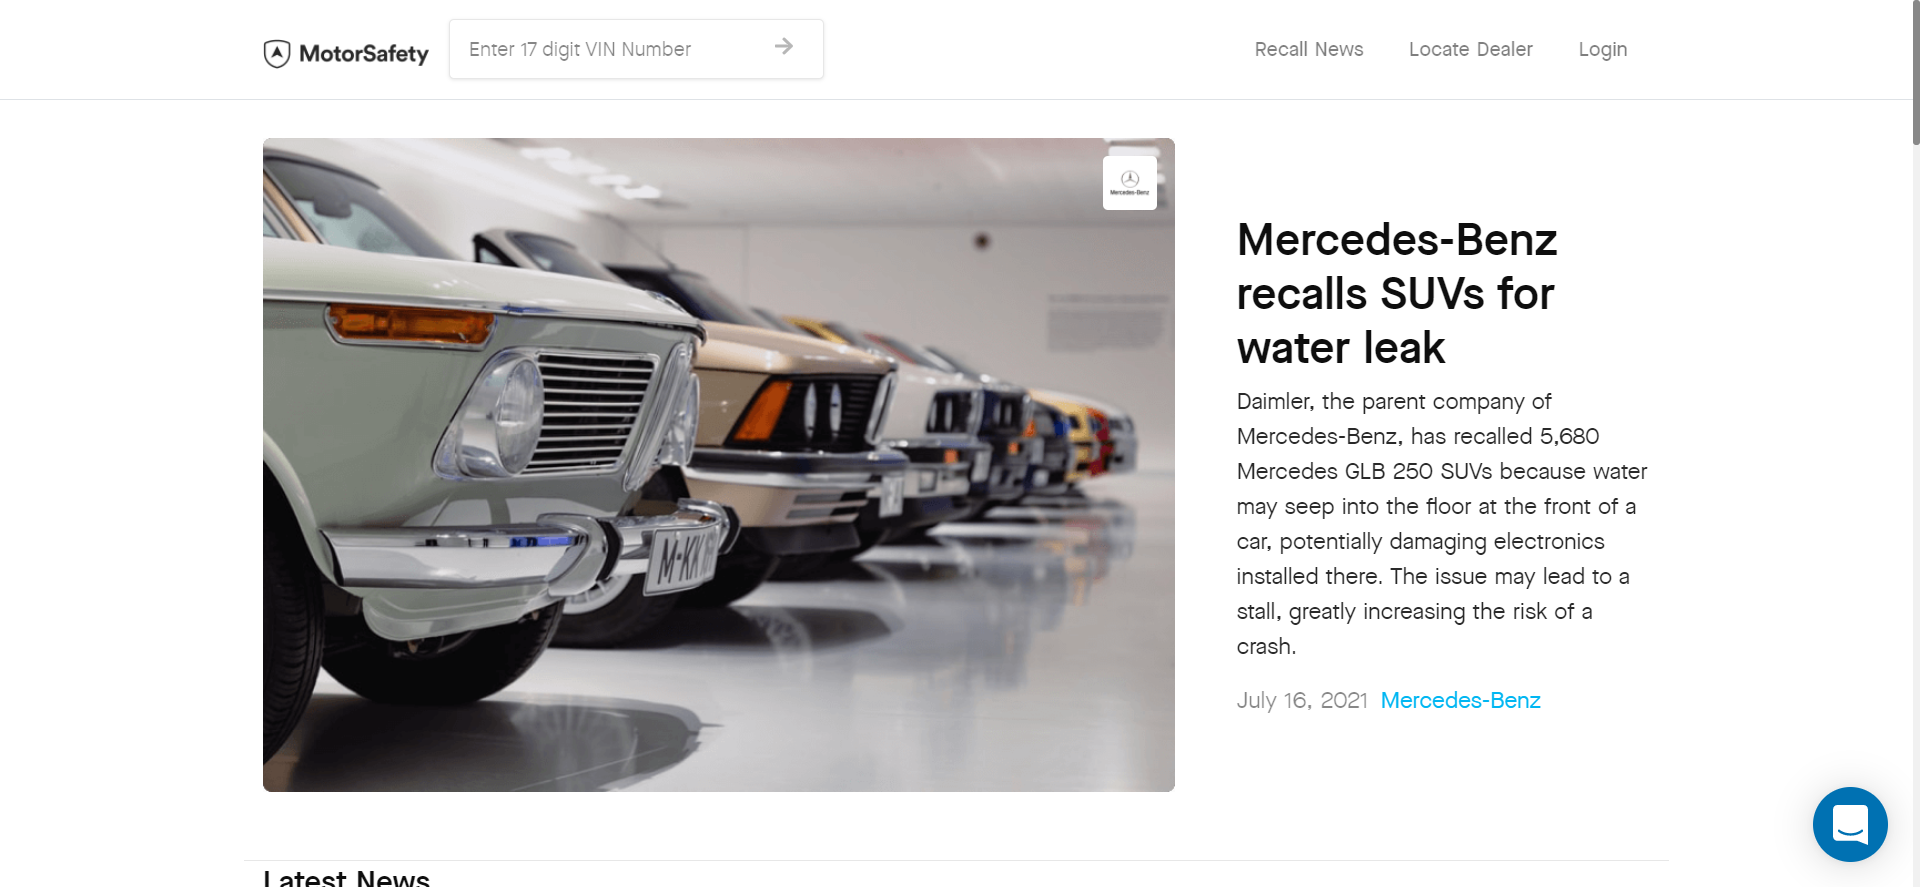 MotorSafety
Enter 17 digit VIN Number
Recall News
Locate Dealer
Login
Mercedes-Benz
Mercedes-Benz
recalls SUVs for
water leak
Daimler, the parent company of
Mercedes-Benz, has recalled 5,680
Mercedes GLB 250 SUVs because water
may seep into the floor at the front of a
car, potentially damaging electronics
installed there. The issue may lead to a
stall, greatly increasing the risk of a
crash.
July 16, 2021 Mercedes-Benz
Latest News